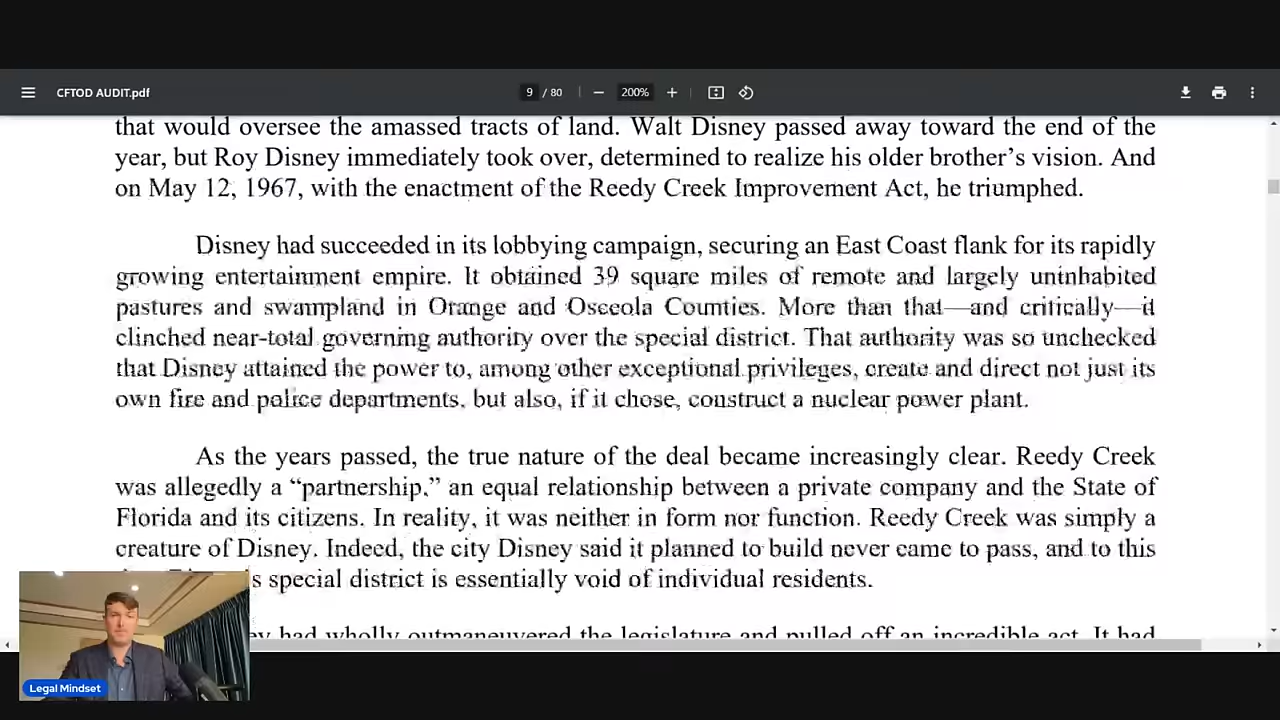 CFTOD AUDIT.pdf
9 / 80
200%
that would oversee the amassed tracts of land. Walt Disney passed away toward the end of the
year, but Roy Disney immediately took over, determined to realize his older brother’s vision. And
on May 12, 1967, with the enactment of the Reedy Creek Improvement Act, he triumphed.
Disney had succeeded in its lobbying campaign, securing an East Coast flank for its rapidly
growing entertainment empire. It obtained 39 square miles of remote and largely uninhabited
pastures and swampland in Orange and Osceola Counties. More than that—and critically—it
clinched near-total governing authority over the special district. That authority was so unchecked
that Disney attained the power to, among other exceptional privileges, create and direct not just its
own fire and police departments, but also, if it chose, construct a nuclear power plant.
As the years passed, the true nature of the deal became increasingly clear. Reedy Creek
was allegedly a “partnership,” an equal relationship between a private company and the State of
Florida and its citizens. In reality, it was neither in form nor function. Reedy Creek was simply a
creature of Disney. Indeed, the city Disney said it planned to build never came to pass, and to this
special district is essentially void of individual residents.
had wholly outmaneuvered the legislature and pulled off an incredible act. It had
Legal Mindset